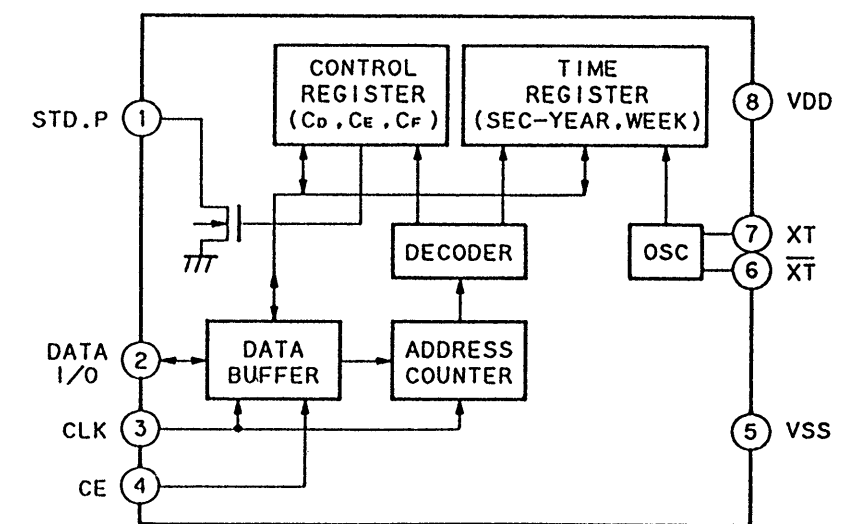 CONTROL
REGISTER
(CD,CE,CF)
TIME
REGISTER
(SEC-YEAR,WEEK)
STD.P
1
8
VDD
DECODER
OSC
7
XT
6
XT
DATA
I/O
2
DATA
BUFFER
ADDRESS
COUNTER
CLK
3
5
VSS
CE
4